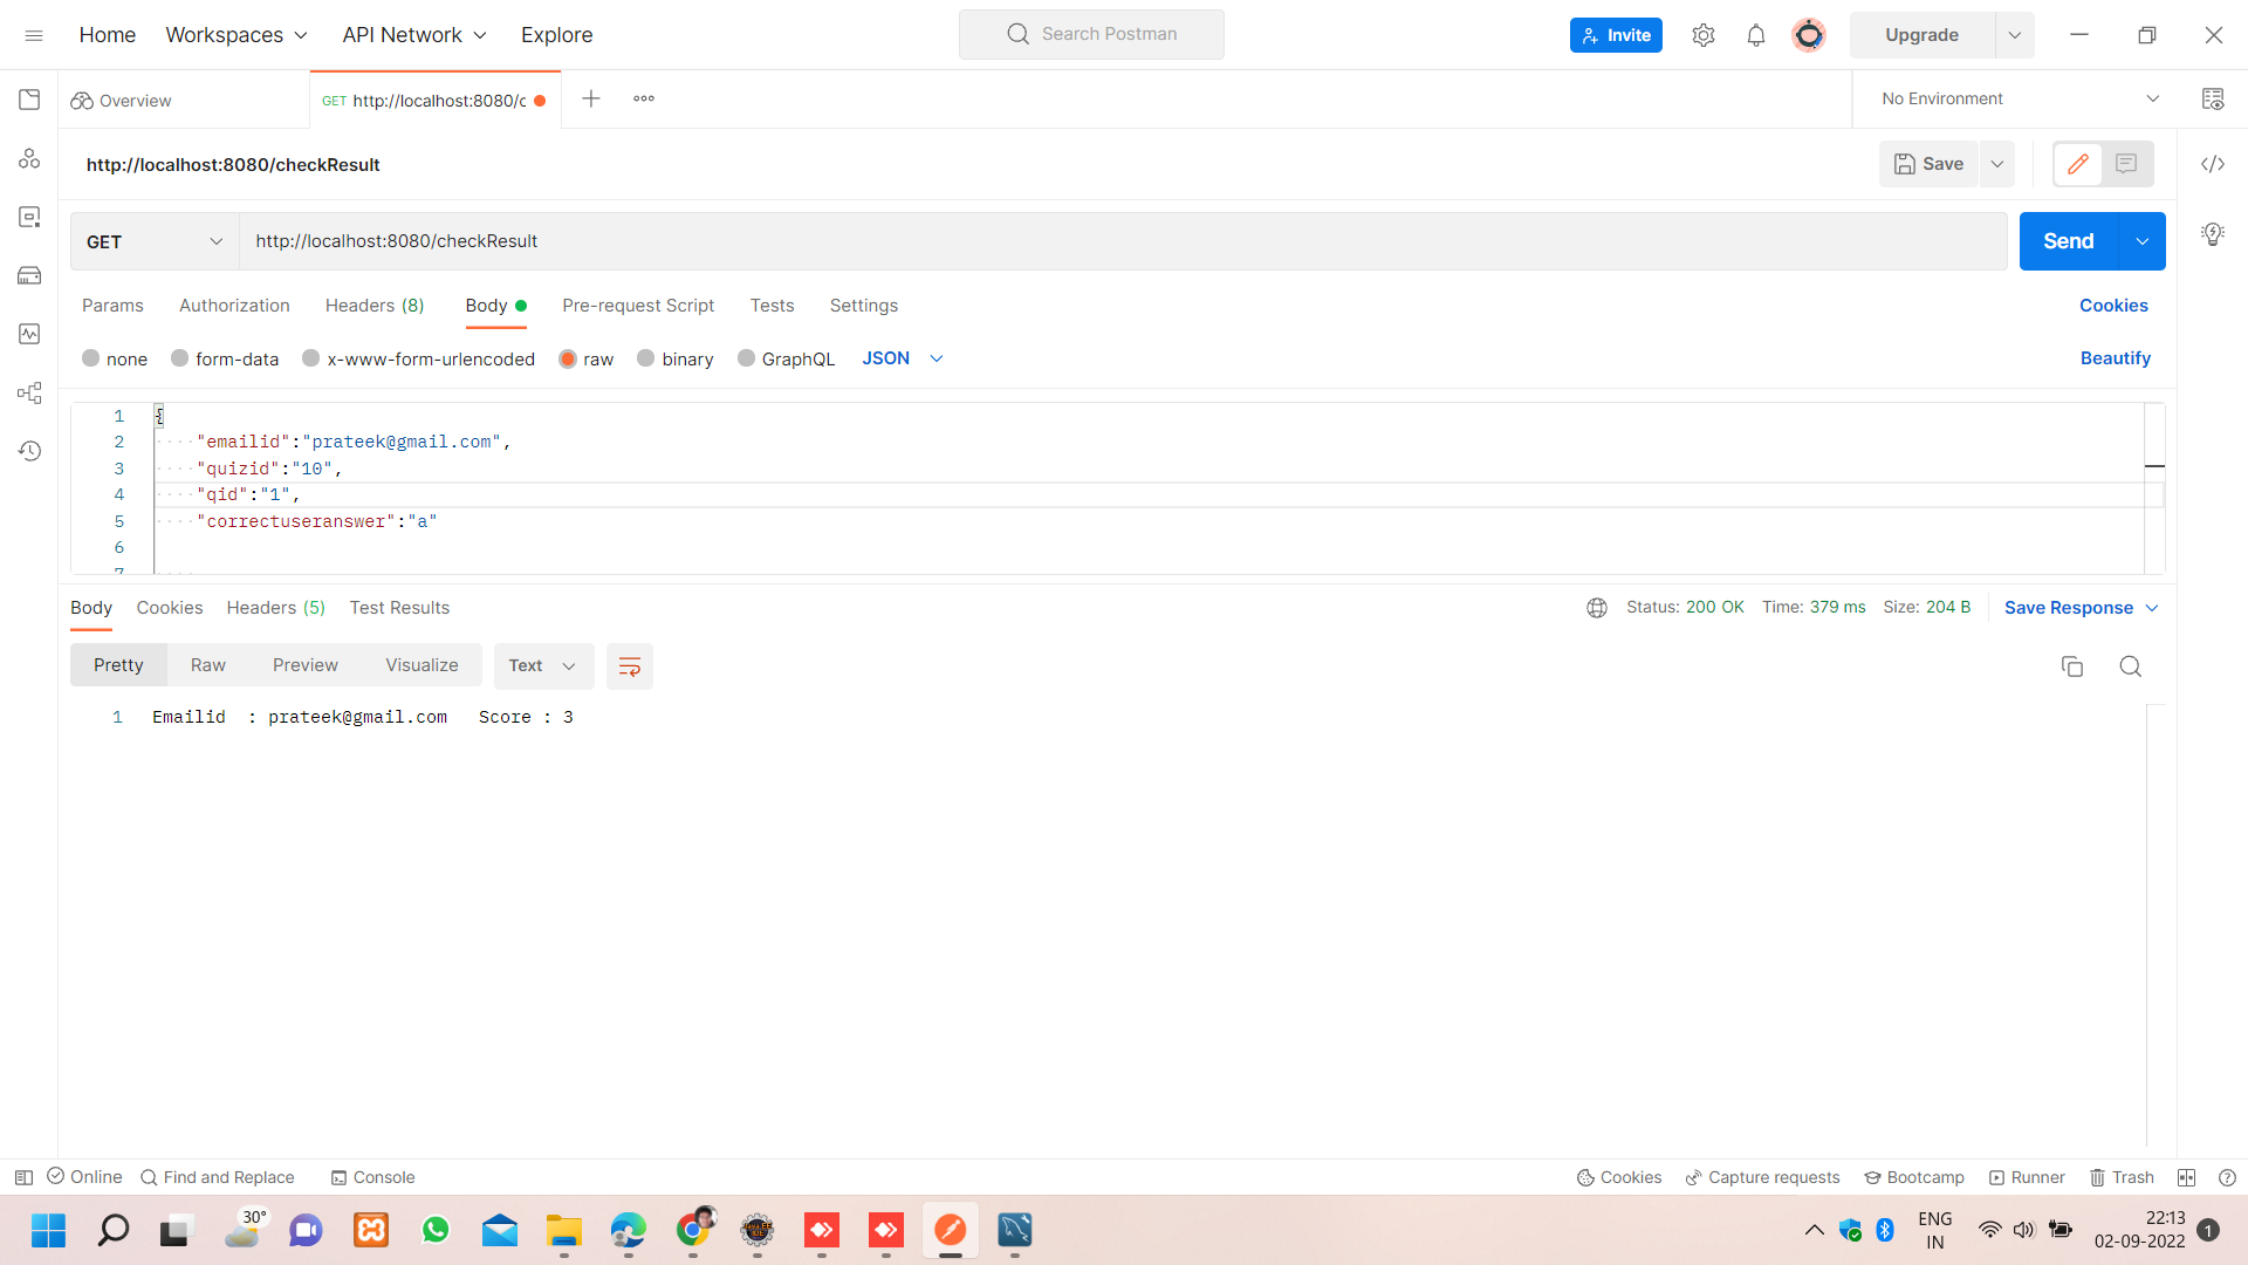 Home Workspaces API Network Explore Search Postman Invite Upgrade
Overview GET http://localhost:8080/c No Environment
http://localhost:8080/checkResult Save
GET http://localhost:8080/checkResult Send
Params Authorization Headers (8) Body Pre-request Script Tests Settings Cookies
none form-data x-www-form-urlencoded raw binary GraphQL JSON Beautify
1 {
2 "emailid":"prateek@gmail.com",
3 "quizid":"10",
4 "qid":"1",
5 "correctuseranswer":"a"
6
7
Body Cookies Headers (5) Test Results Status: 200 OK Time: 379 ms Size: 204 B Save Response
Pretty Raw Preview Visualize Text
1 Emailid : prateek@gmail.com Score : 3
Online Find and Replace Console Cookies Capture requests Bootcamp Runner Trash
30° ENG 22:13
IN 02-09-2022 1